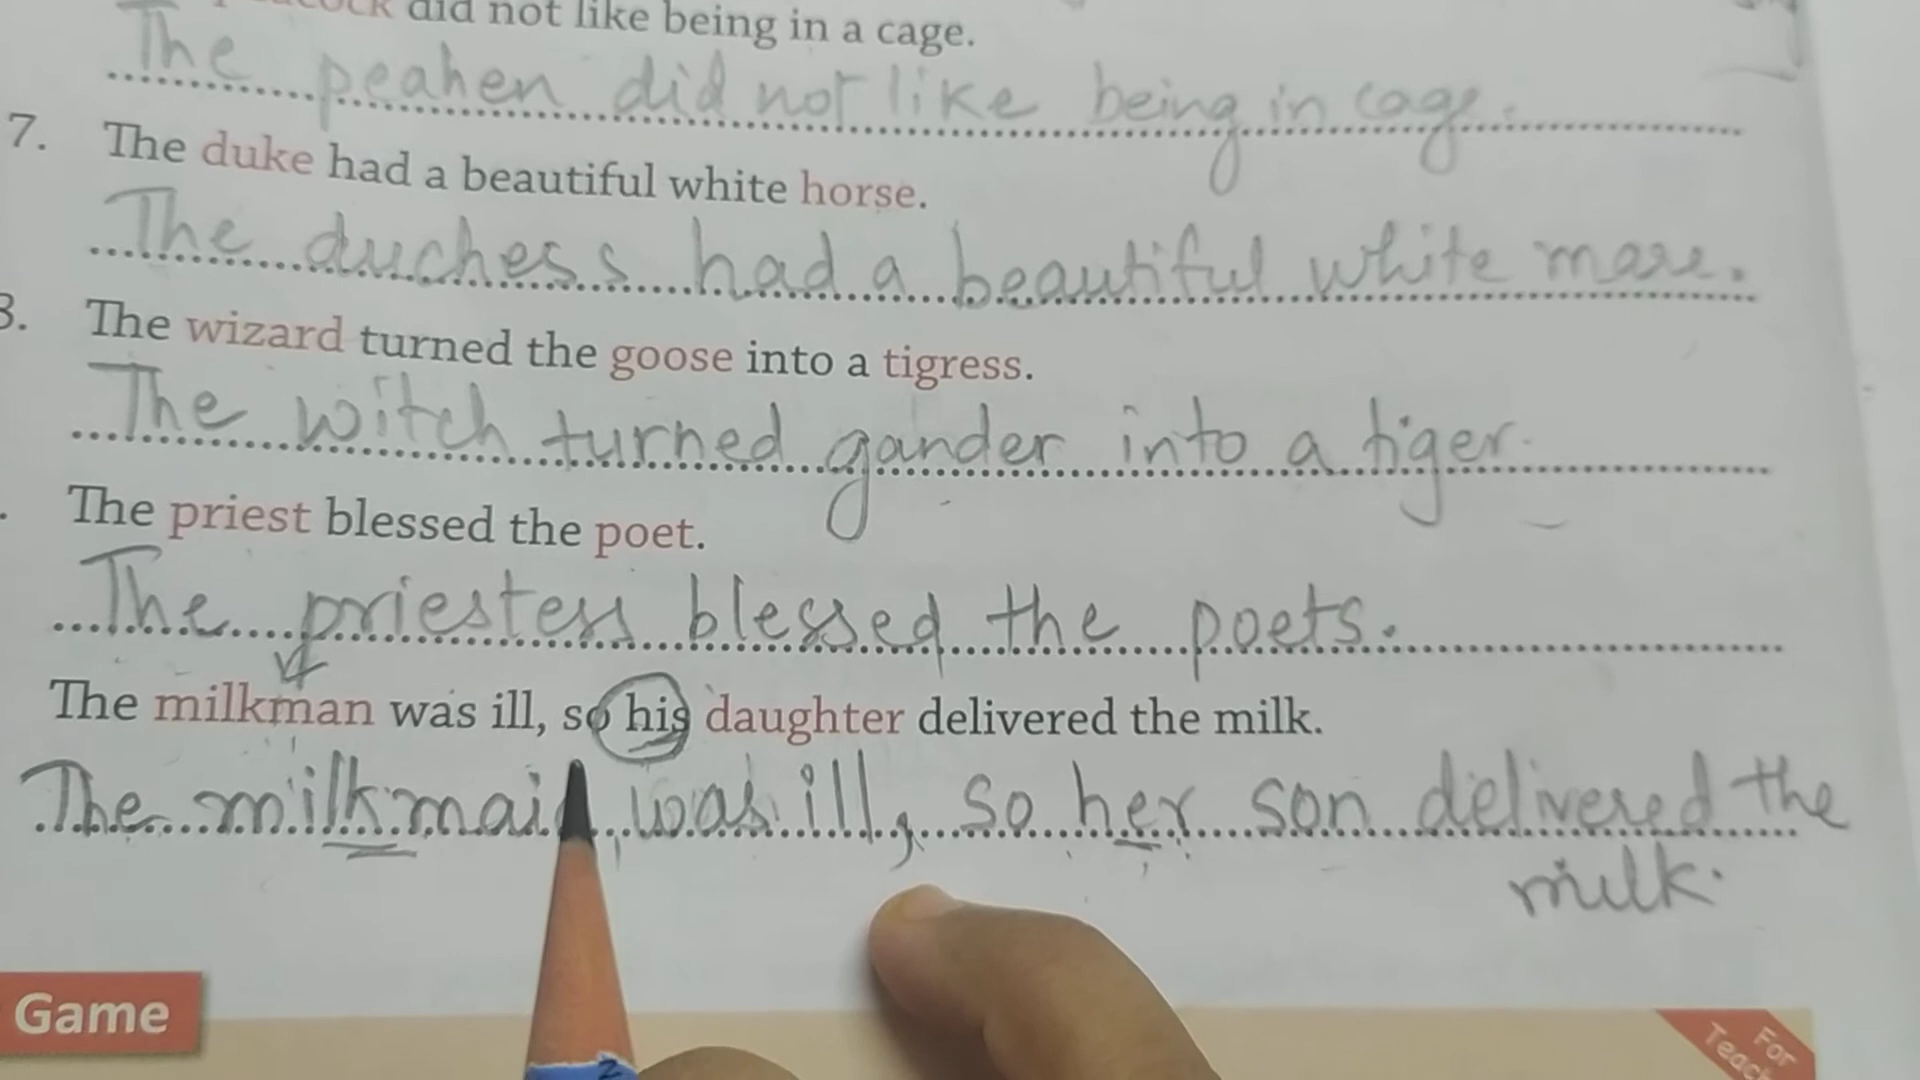 did not like being in a cage.
The peahen did not like being in cage.
7. The duke had a beautiful white horse.
The duchess had a beautiful white mare.
The wizard turned the goose into a tigress.
The witch turned gander into a tiger.
The priest blessed the poet.
The priestess blessed the poets.
The milkman was ill, so his daughter delivered the milk.
The milkmaid was ill, so her son delivered the
milk.
Game
For